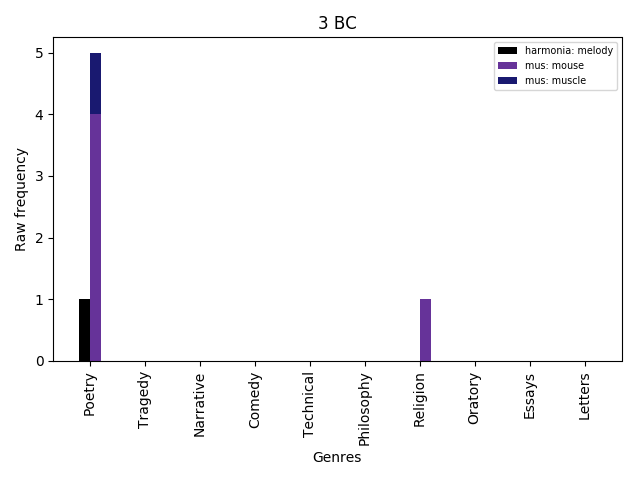 3 BC
harmonia: melody
mus: mouse
mus: muscle
Raw frequency
5
4
3
2
1
0
Poetry
Tragedy
Narrative
Comedy
Technical
Philosophy
Religion
Oratory
Essays
Letters
Genres